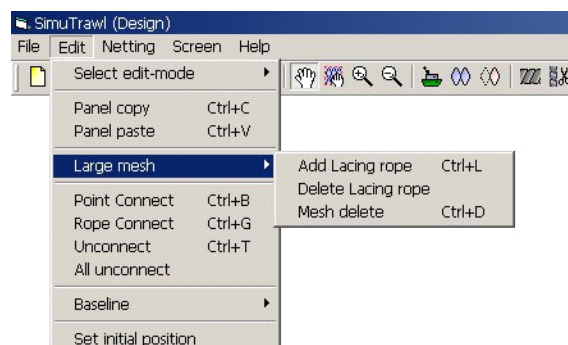 SimuTrawl (Design)
File Edit Netting Screen Help
Select edit-mode
Panel copy Ctrl+C
Panel paste Ctrl+V
Large mesh
Add Lacing rope Ctrl+L
Delete Lacing rope
Mesh delete Ctrl+D
Point Connect Ctrl+B
Rope Connect Ctrl+G
Unconnect Ctrl+T
All unconnect
Baseline
Set initial position